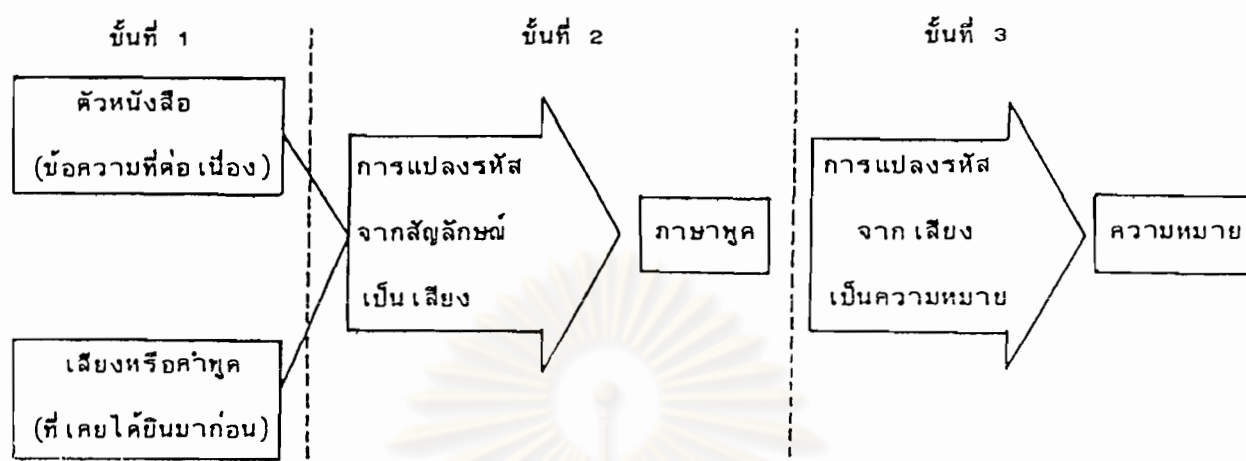 ขั้นที่ 1
ขั้นที่ 2
ขั้นที่ 3
ตัวหนังสือ
(ข้อความที่ต่อเนื่อง)
เสียงหรือคำพูด
(ที่เคยได้ยินมาก่อน)
การแปลงรหัส
จากสัญลักษณ์
เป็นเสียง
ภาษาพูด
การแปลงรหัส
จากเสียง
เป็นความหมาย
ความหมาย